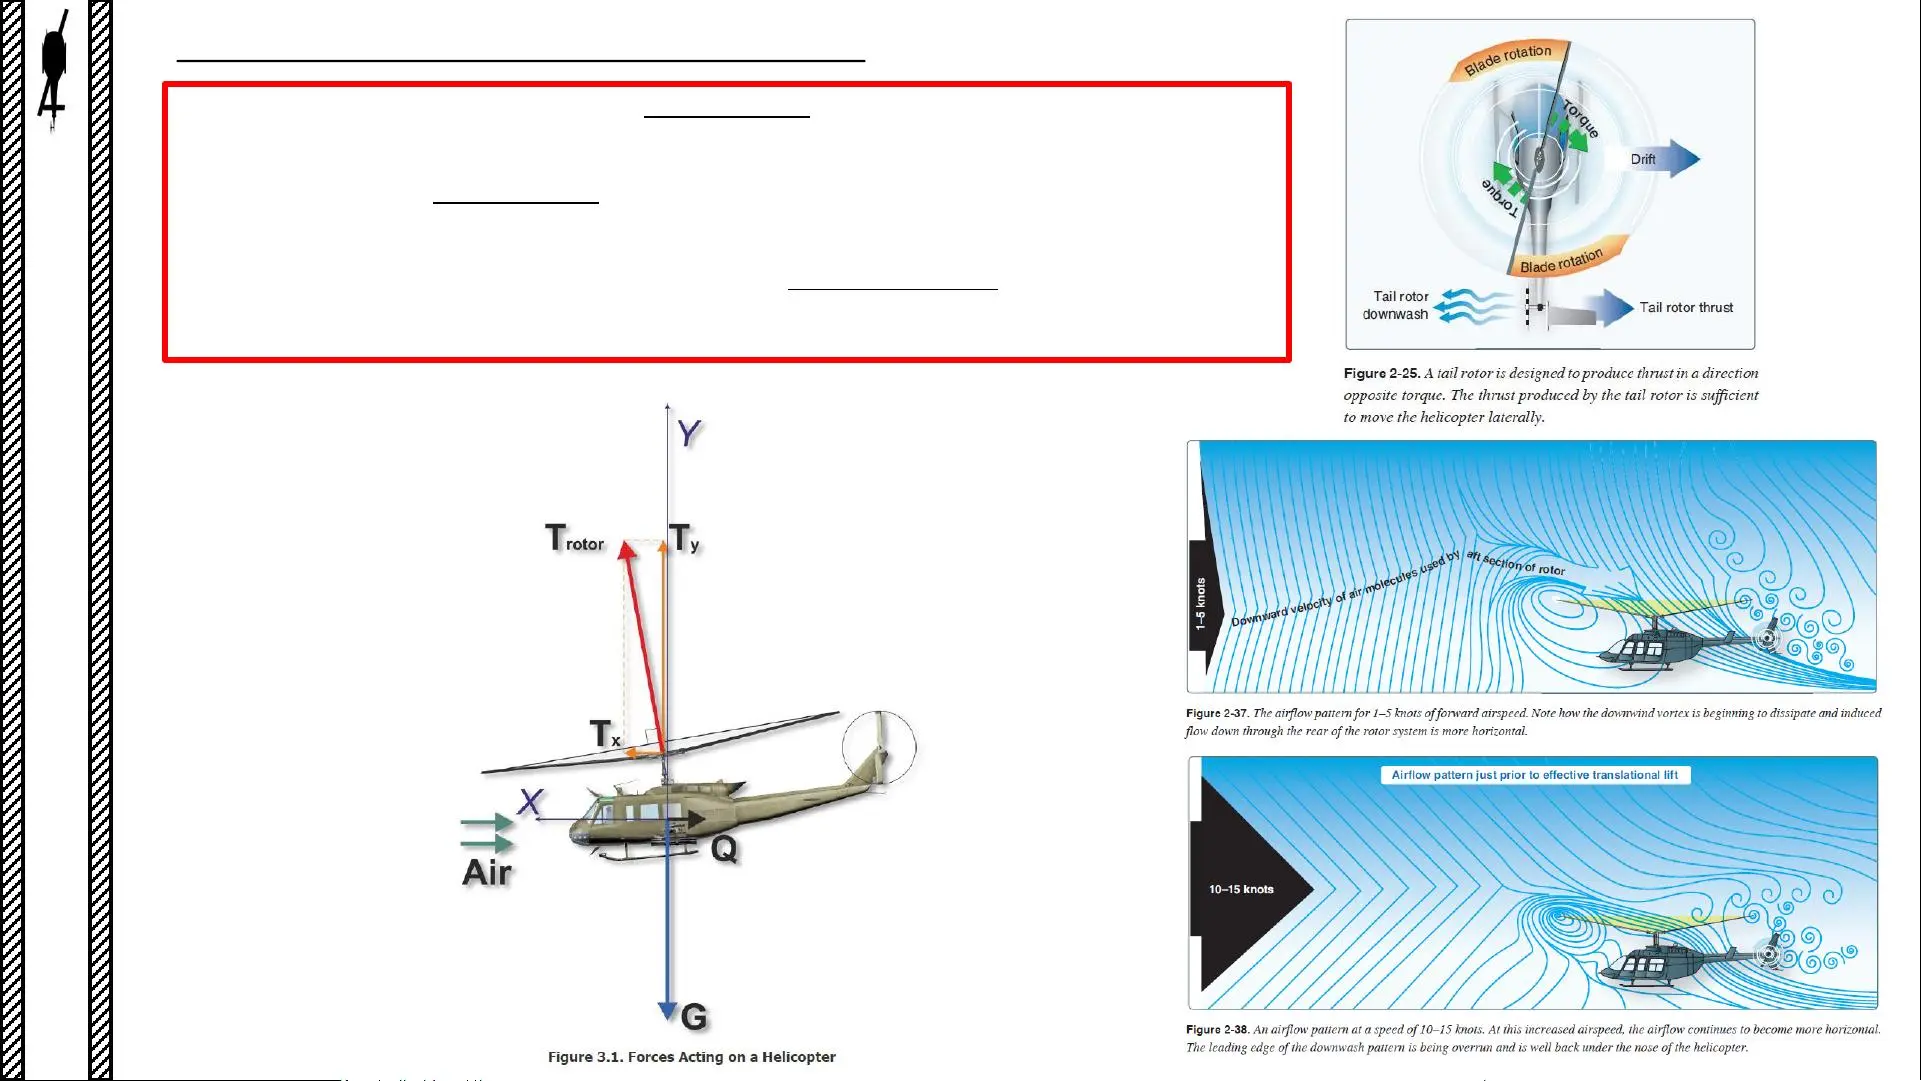 Blade rotation
Torque
Drift
Torque
Blade rotation
Tail rotor
downwash
Tail rotor thrust
Figure 2-25. A tail rotor is designed to produce thrust in a direction
opposite torque. The thrust produced by the tail rotor is sufficient
to move the helicopter laterally.
Y
Trotor
Ty
Tx
X
Q
Air
G
Figure 3.1. Forces Acting on a Helicopter
1–5 knots
Downward velocity of air molecules used by aft section of rotor
Figure 2-37. The airflow pattern for 1–5 knots of forward airspeed. Note how the downwind vortex is beginning to dissipate and induced
flow down through the rear of the rotor system is more horizontal.
Airflow pattern just prior to effective translational lift
10–15 knots
Figure 2-38. An airflow pattern at a speed of 10–15 knots. At this increased airspeed, the airflow continues to become more horizontal.
The leading edge of the downwash pattern is being overrun and is well back under the nose of the helicopter.